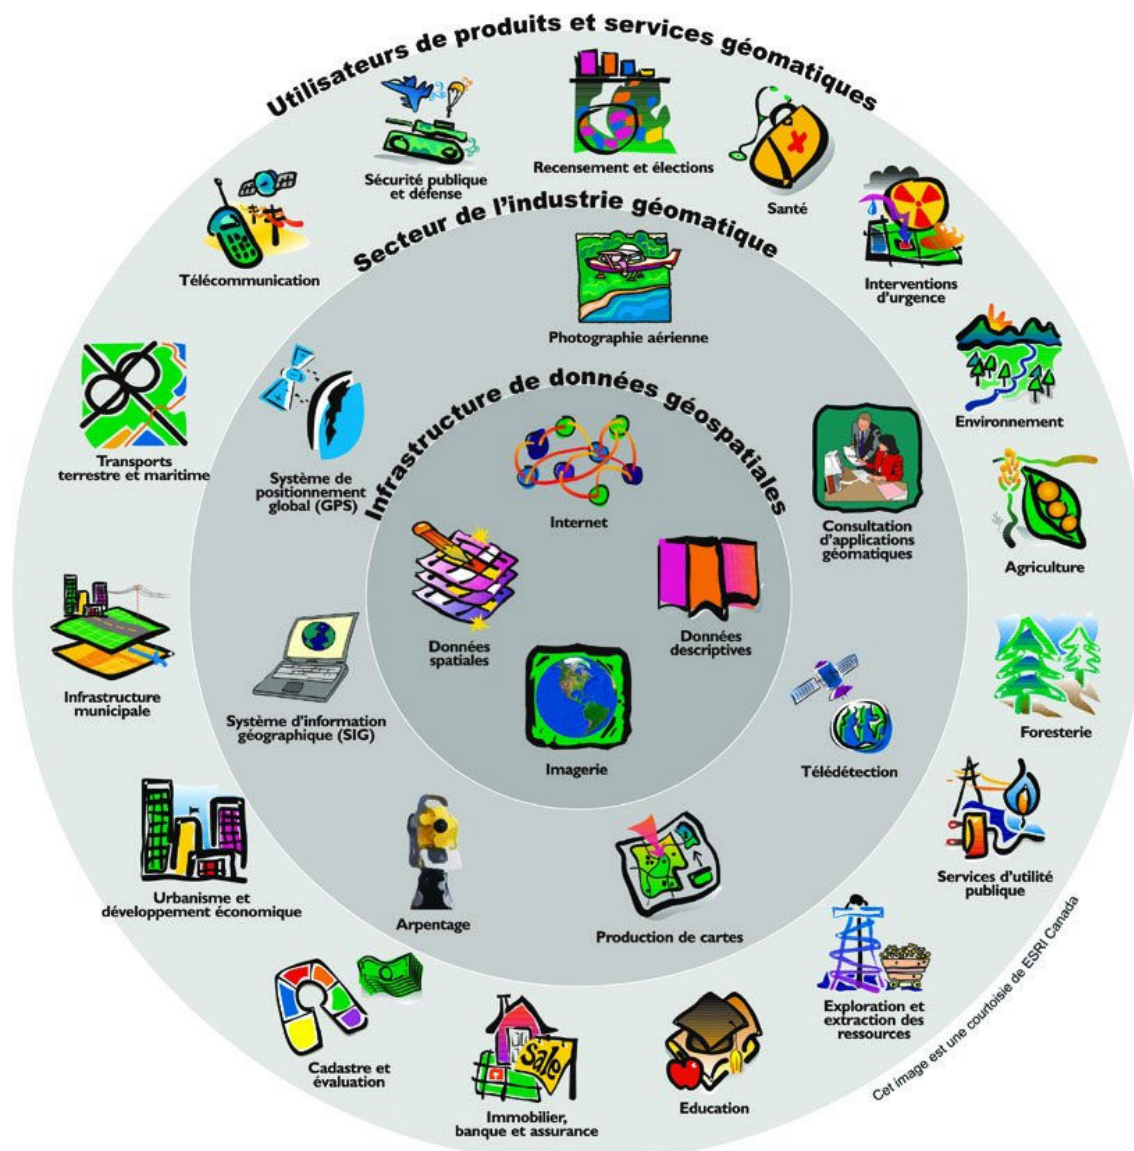 Utilisateurs de produits et services géomatiques
Recensement et élections
Sécurité publique
et défense
Santé
Télécommunication
Interventions
d'urgence
Transports
terrestre et maritime
Environnement
Infrastructure
municipale
Agriculture
Foresterie
Urbanisme et
développement économique
Services d'utilité
publique
Cadastre et
évaluation
Exploration et
extraction des
ressources
sale
Immobilier,
banque et assurance
Education
Secteur de l'industrie géomatique
Photographie aérienne
Système de
positionnement
global (GPS)
Consultation
d'applications
géomatiques
Système d'information
géographique (SIG)
Télédétection
Arpentage
Production de cartes
Infrastructure de données géospatiales
Internet
Données
spatiales
Données
descriptives
Imagerie
Cet image est une courtoisie de ESRI Canada